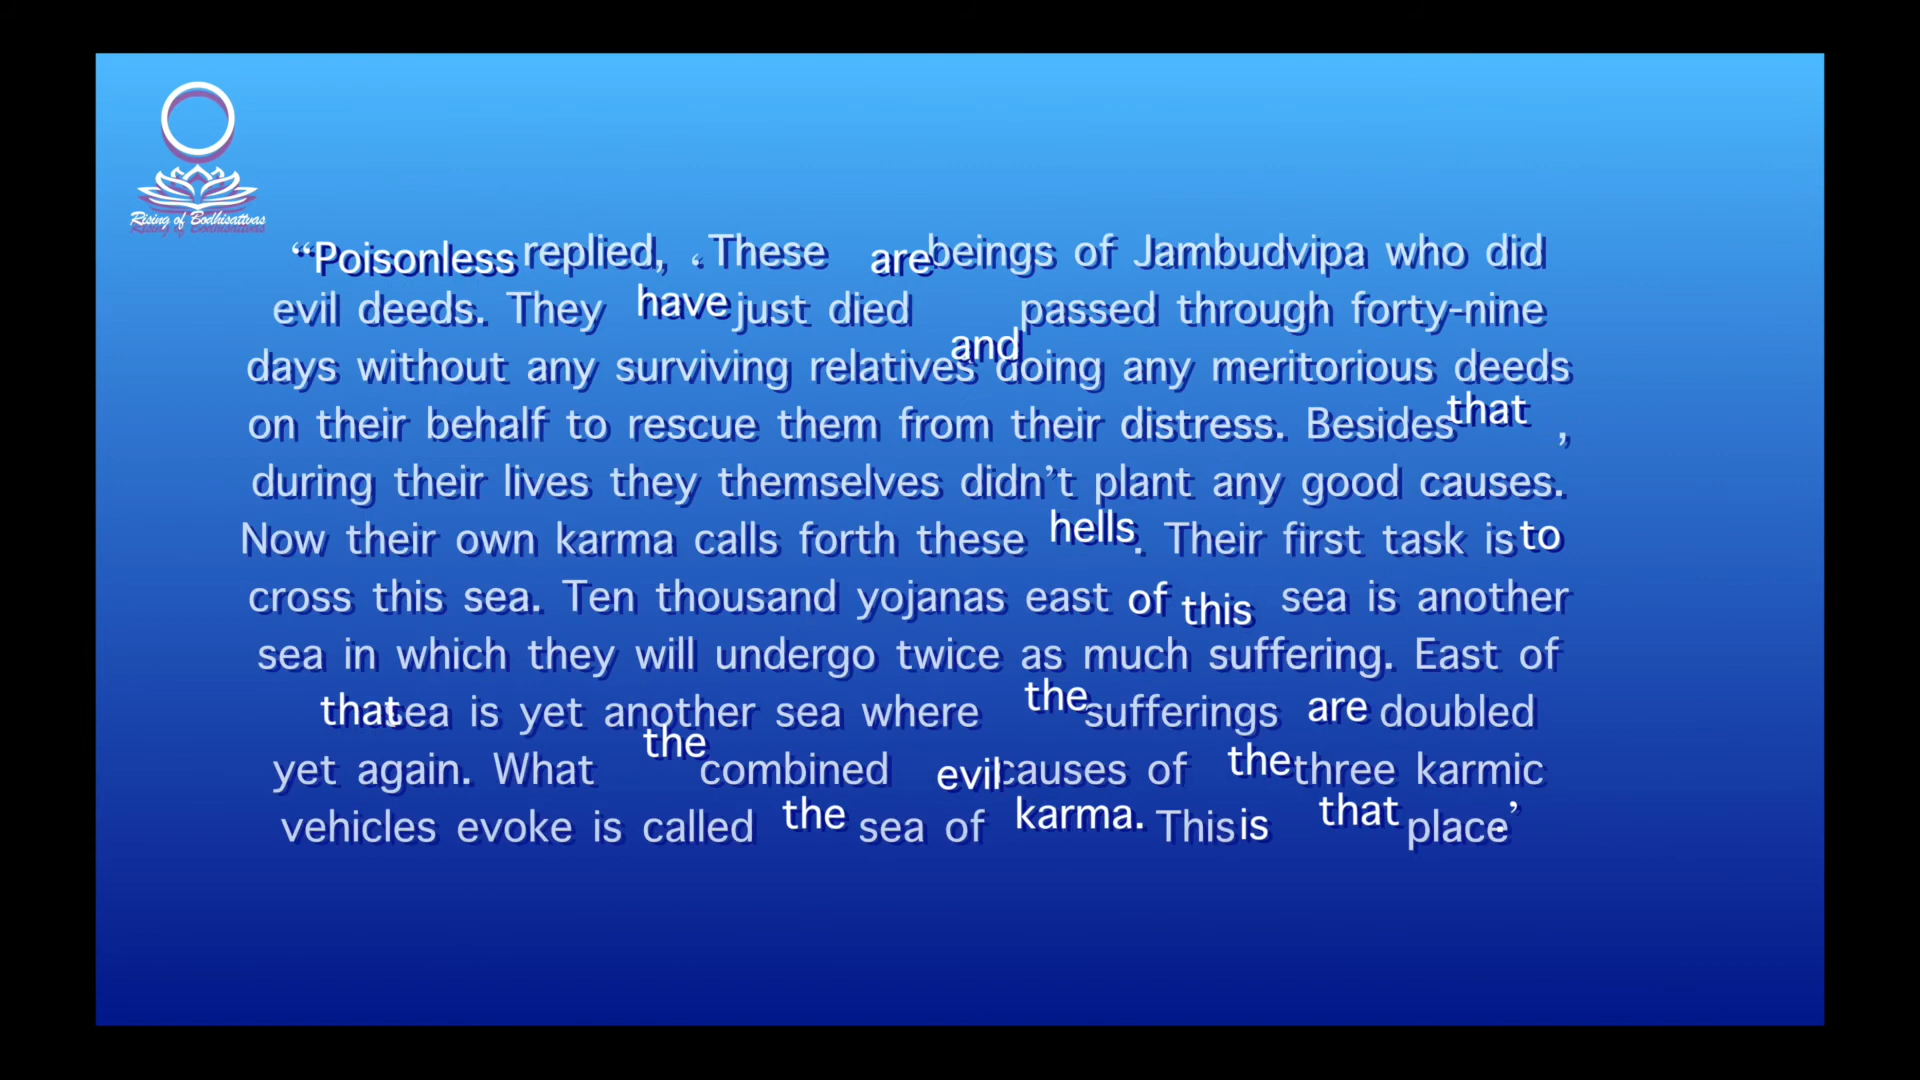 Rising of Bodhisattvas
“Poisonless replied, ‘These are beings of Jambudvipa who did
evil deeds. They have just died and passed through forty-nine
days without any surviving relatives doing any meritorious deeds
on their behalf to rescue them from their distress. Besides that,
during their lives they themselves didn’t plant any good causes.
Now their own karma calls forth these hells. Their first task is to
cross this sea. Ten thousand yojanas east of this sea is another
sea in which they will undergo twice as much suffering. East of
that sea is yet another sea where the sufferings are doubled
yet again. What the combined evil causes of the three karmic
vehicles evoke is called the sea of karma. This is that place.’